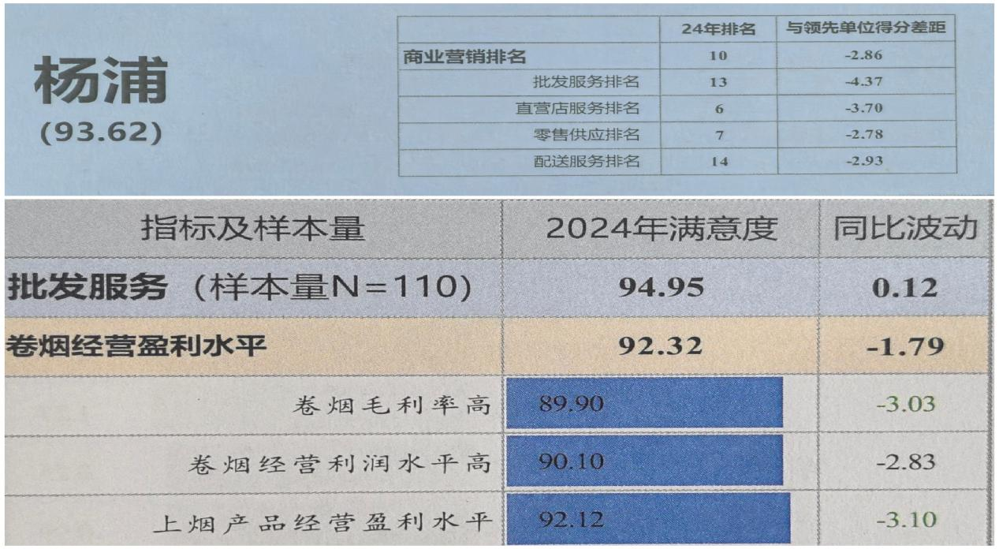 杨浦
(93.62)
24年排名 与领先单位得分差距
商业营销排名 10 -2.86
批发服务排名 13 -4.37
直营店服务排名 6 -3.70
零售供应排名 7 -2.78
配送服务排名 14 -2.93
指标及样本量 2024年满意度 同比波动
批发服务（样本量N=110） 94.95 0.12
卷烟经营盈利水平 92.32 -1.79
卷烟毛利率高 89.90 -3.03
卷烟经营利润水平高 90.10 -2.83
上烟产品经营盈利水平 92.12 -3.10